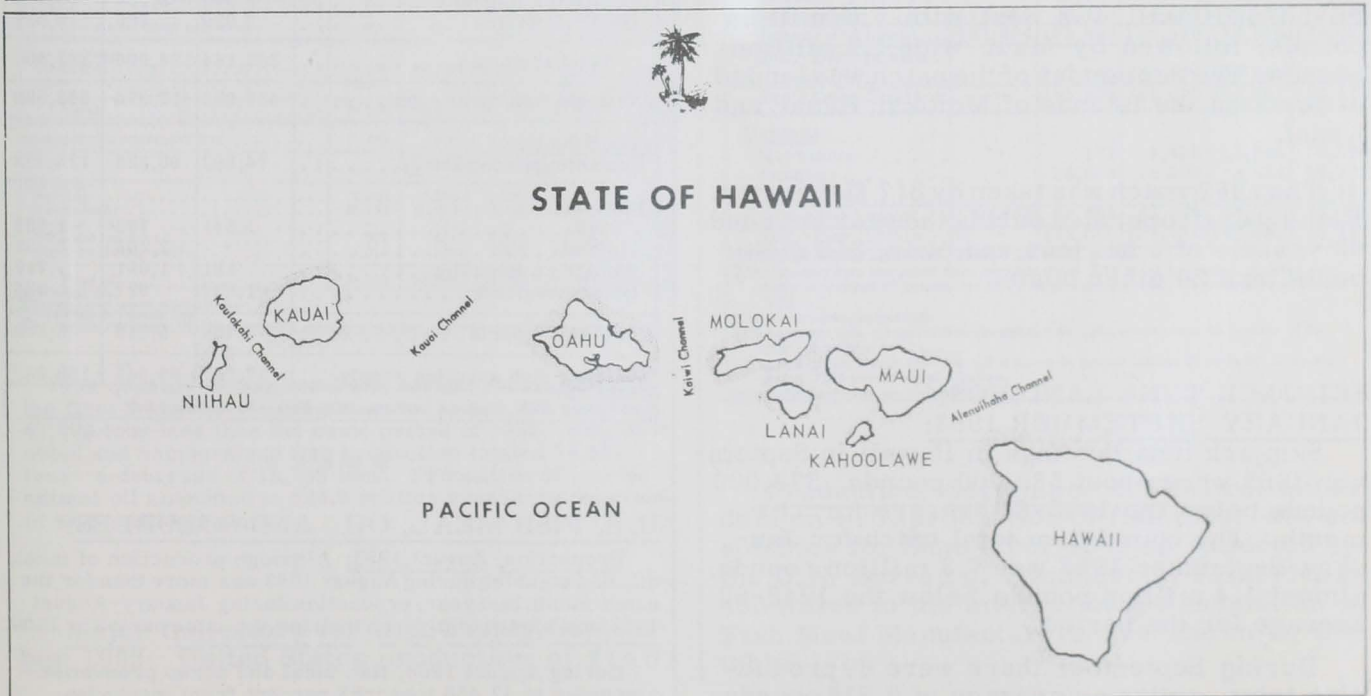 STATE OF HAWAII
Kaulakahi Channel
KAUAI
NIIHAU
Kauai Channel
OAHU
Kaiwi Channel
MOLOKAI
LANAI
MAUI
KAHOOLAWE
Alenuihaha Channel
HAWAII
PACIFIC OCEAN